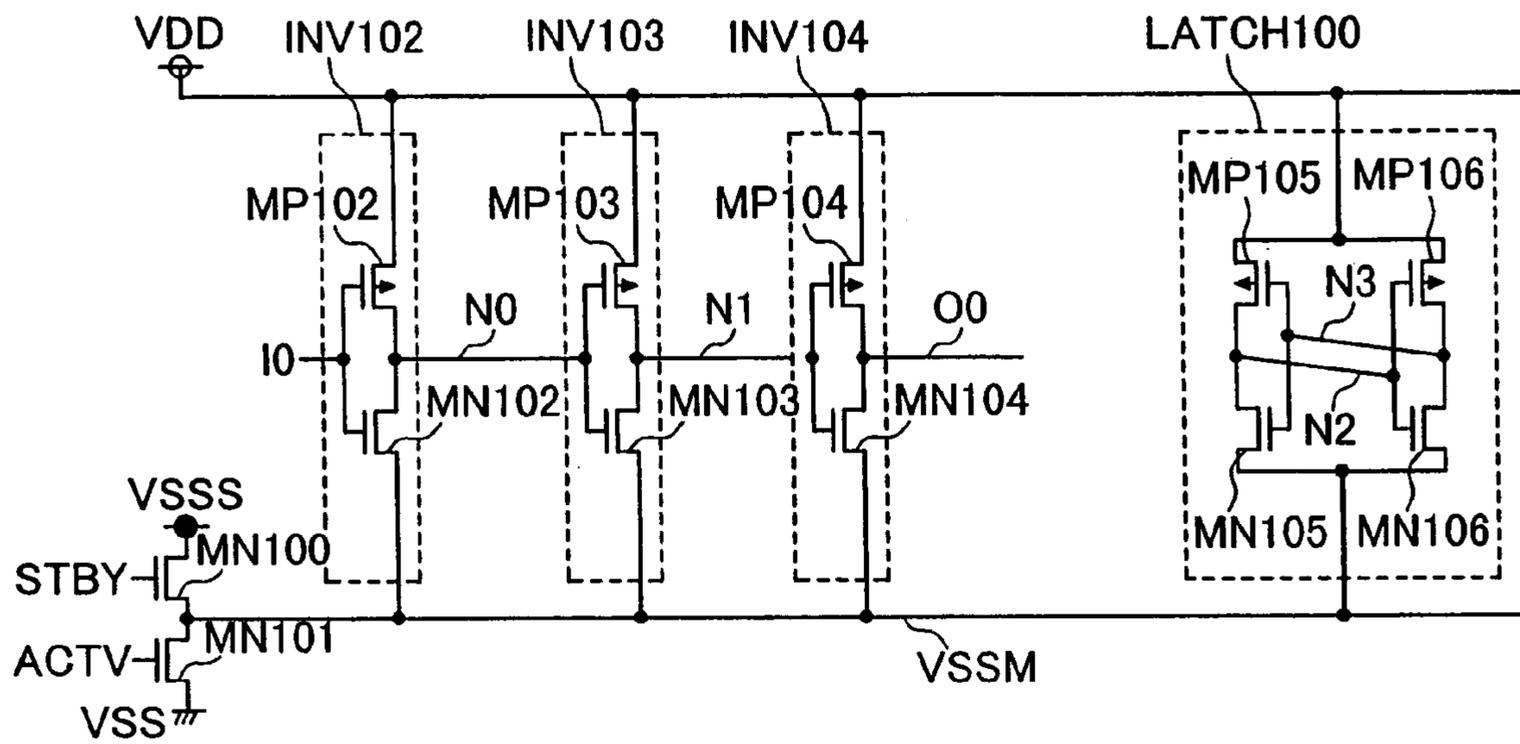 VDD
INV102
INV103
INV104
LATCH100
MP105
MP106
MP102
MP103
MP104
N3
N0
N1
O0
I0
MN102
MN103
MN104
N2
VSSS
MN100
MN105
MN106
STBY
MN101
ACTV
VSSM
VSS